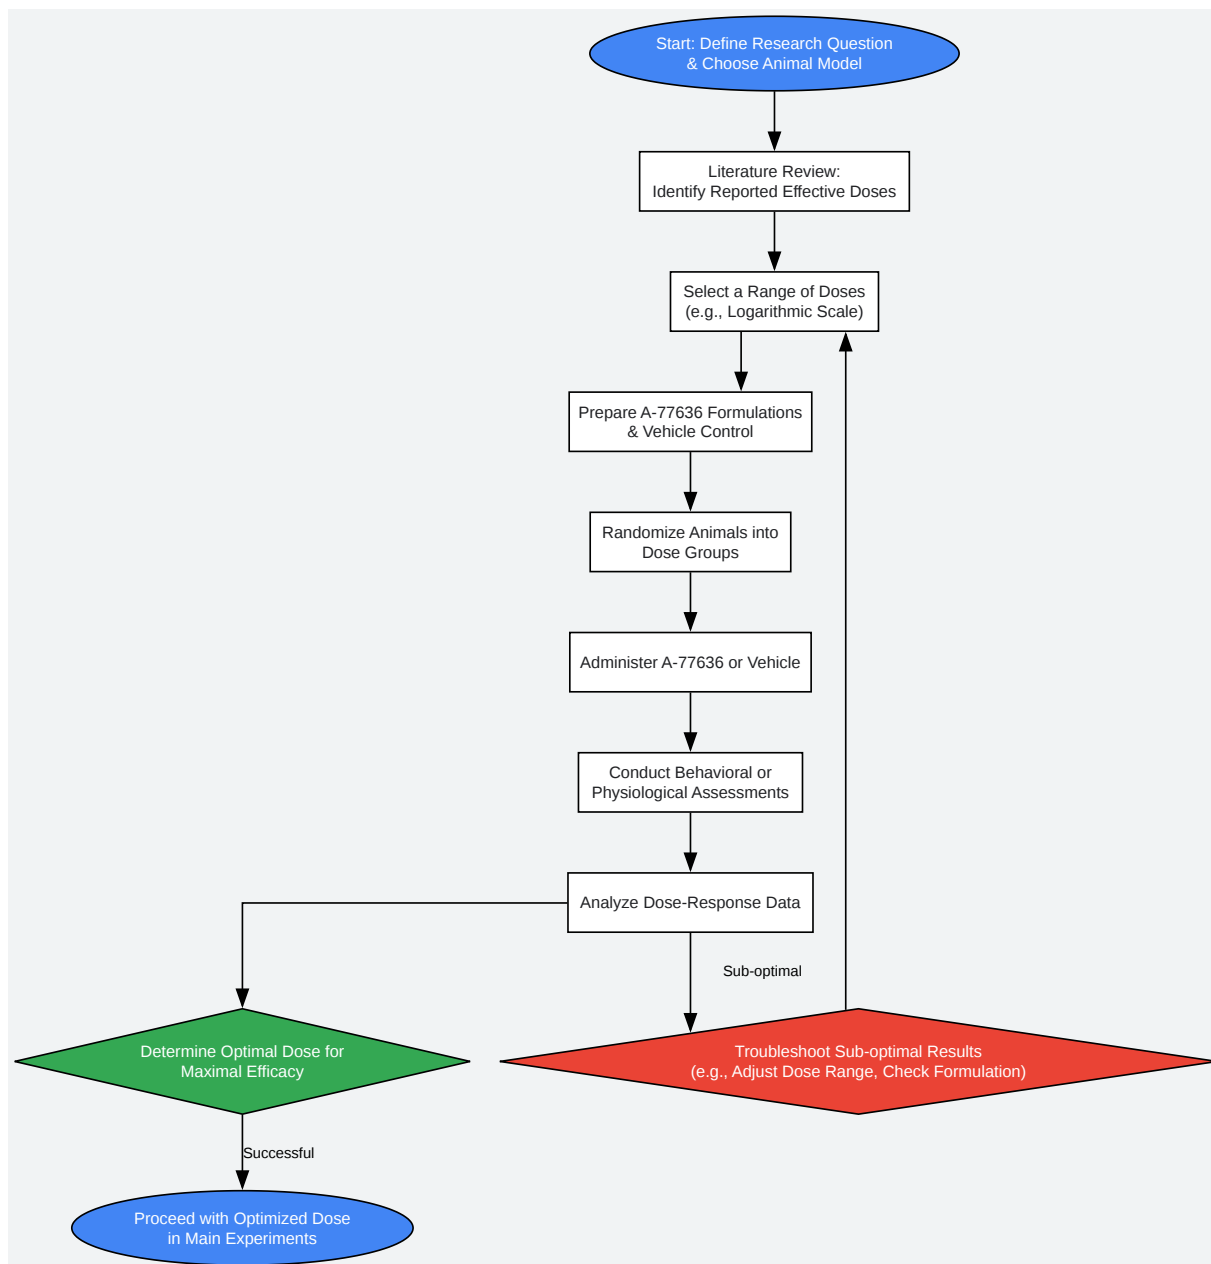 Start: Define Research Question
& Choose Animal Model
Literature Review:
Identify Reported Effective Doses
Select a Range of Doses
(e.g., Logarithmic Scale)
Prepare A-77636 Formulations
& Vehicle Control
Randomize Animals into
Dose Groups
Administer A-77636 or Vehicle
Conduct Behavioral or
Physiological Assessments
Analyze Dose-Response Data
Sub-optimal
Determine Optimal Dose for
Maximal Efficacy
Troubleshoot Sub-optimal Results
(e.g., Adjust Dose Range, Check Formulation)
Successful
Proceed with Optimized Dose
in Main Experiments